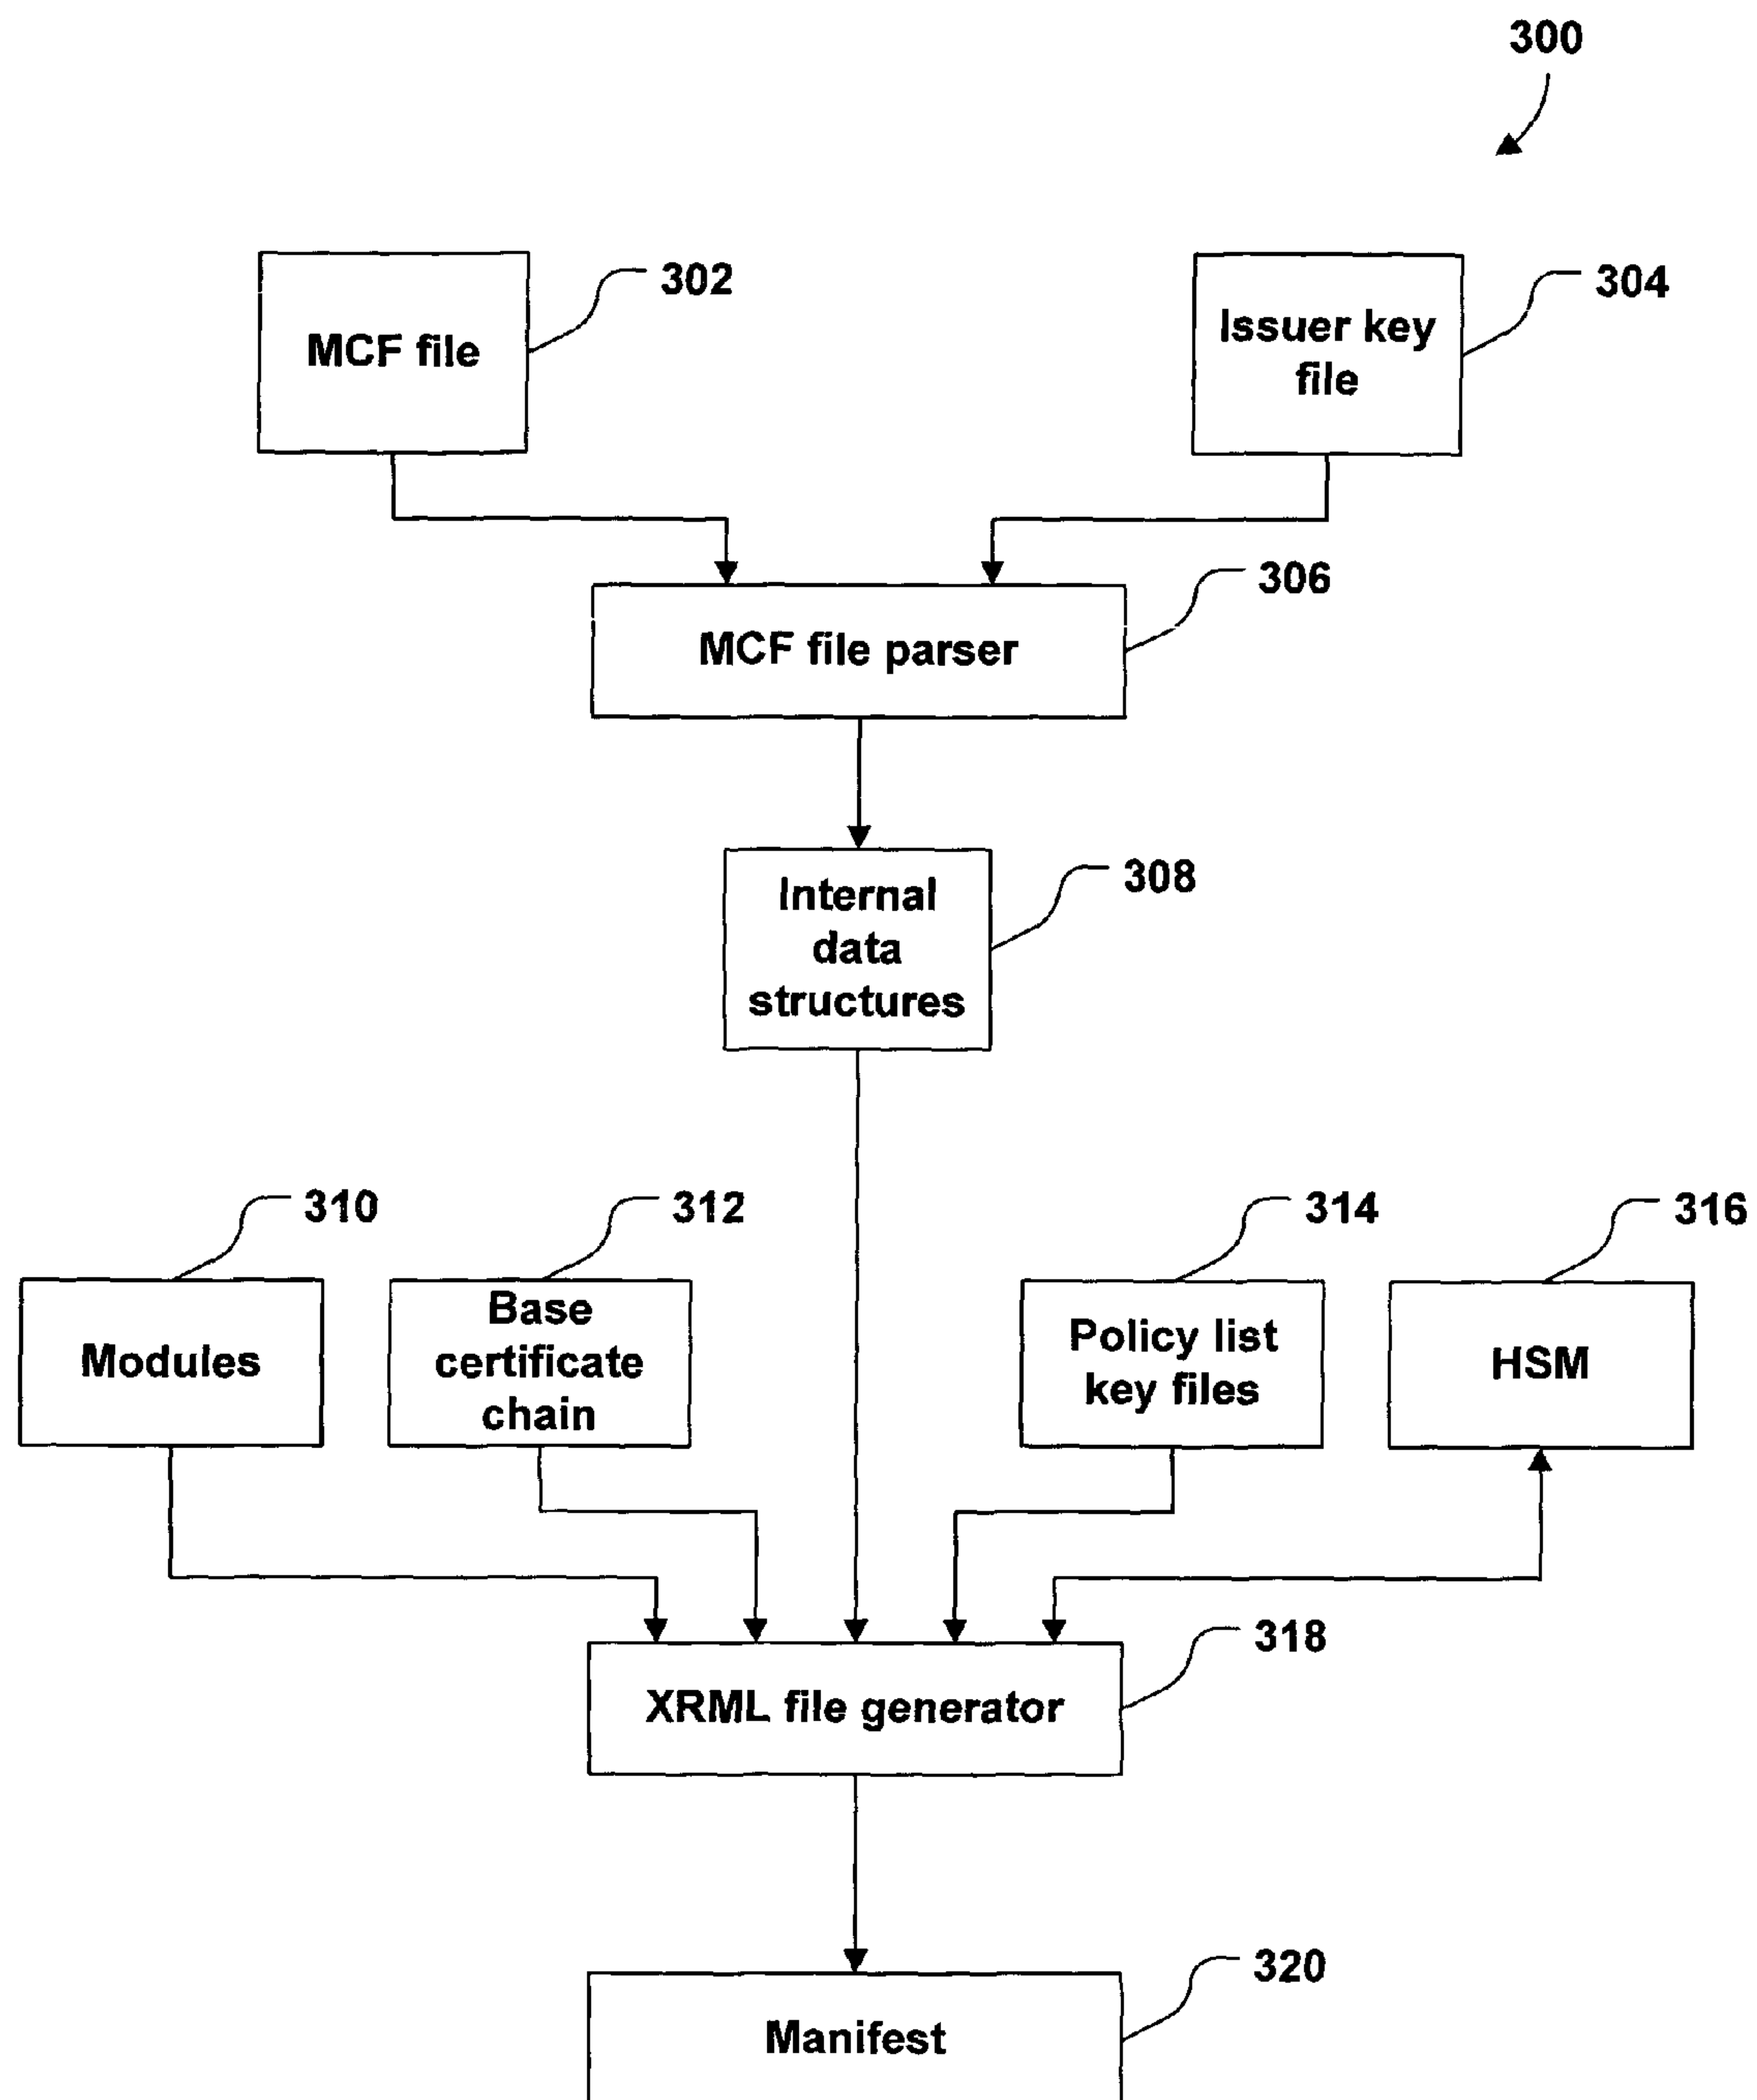 300
302
304
MCF file
Issuer key
file
306
MCF file parser
308
Internal
data
structures
310
312
314
316
Modules
Base
certificate
chain
Policy list
key files
HSM
318
XRML file generator
320
Manifest